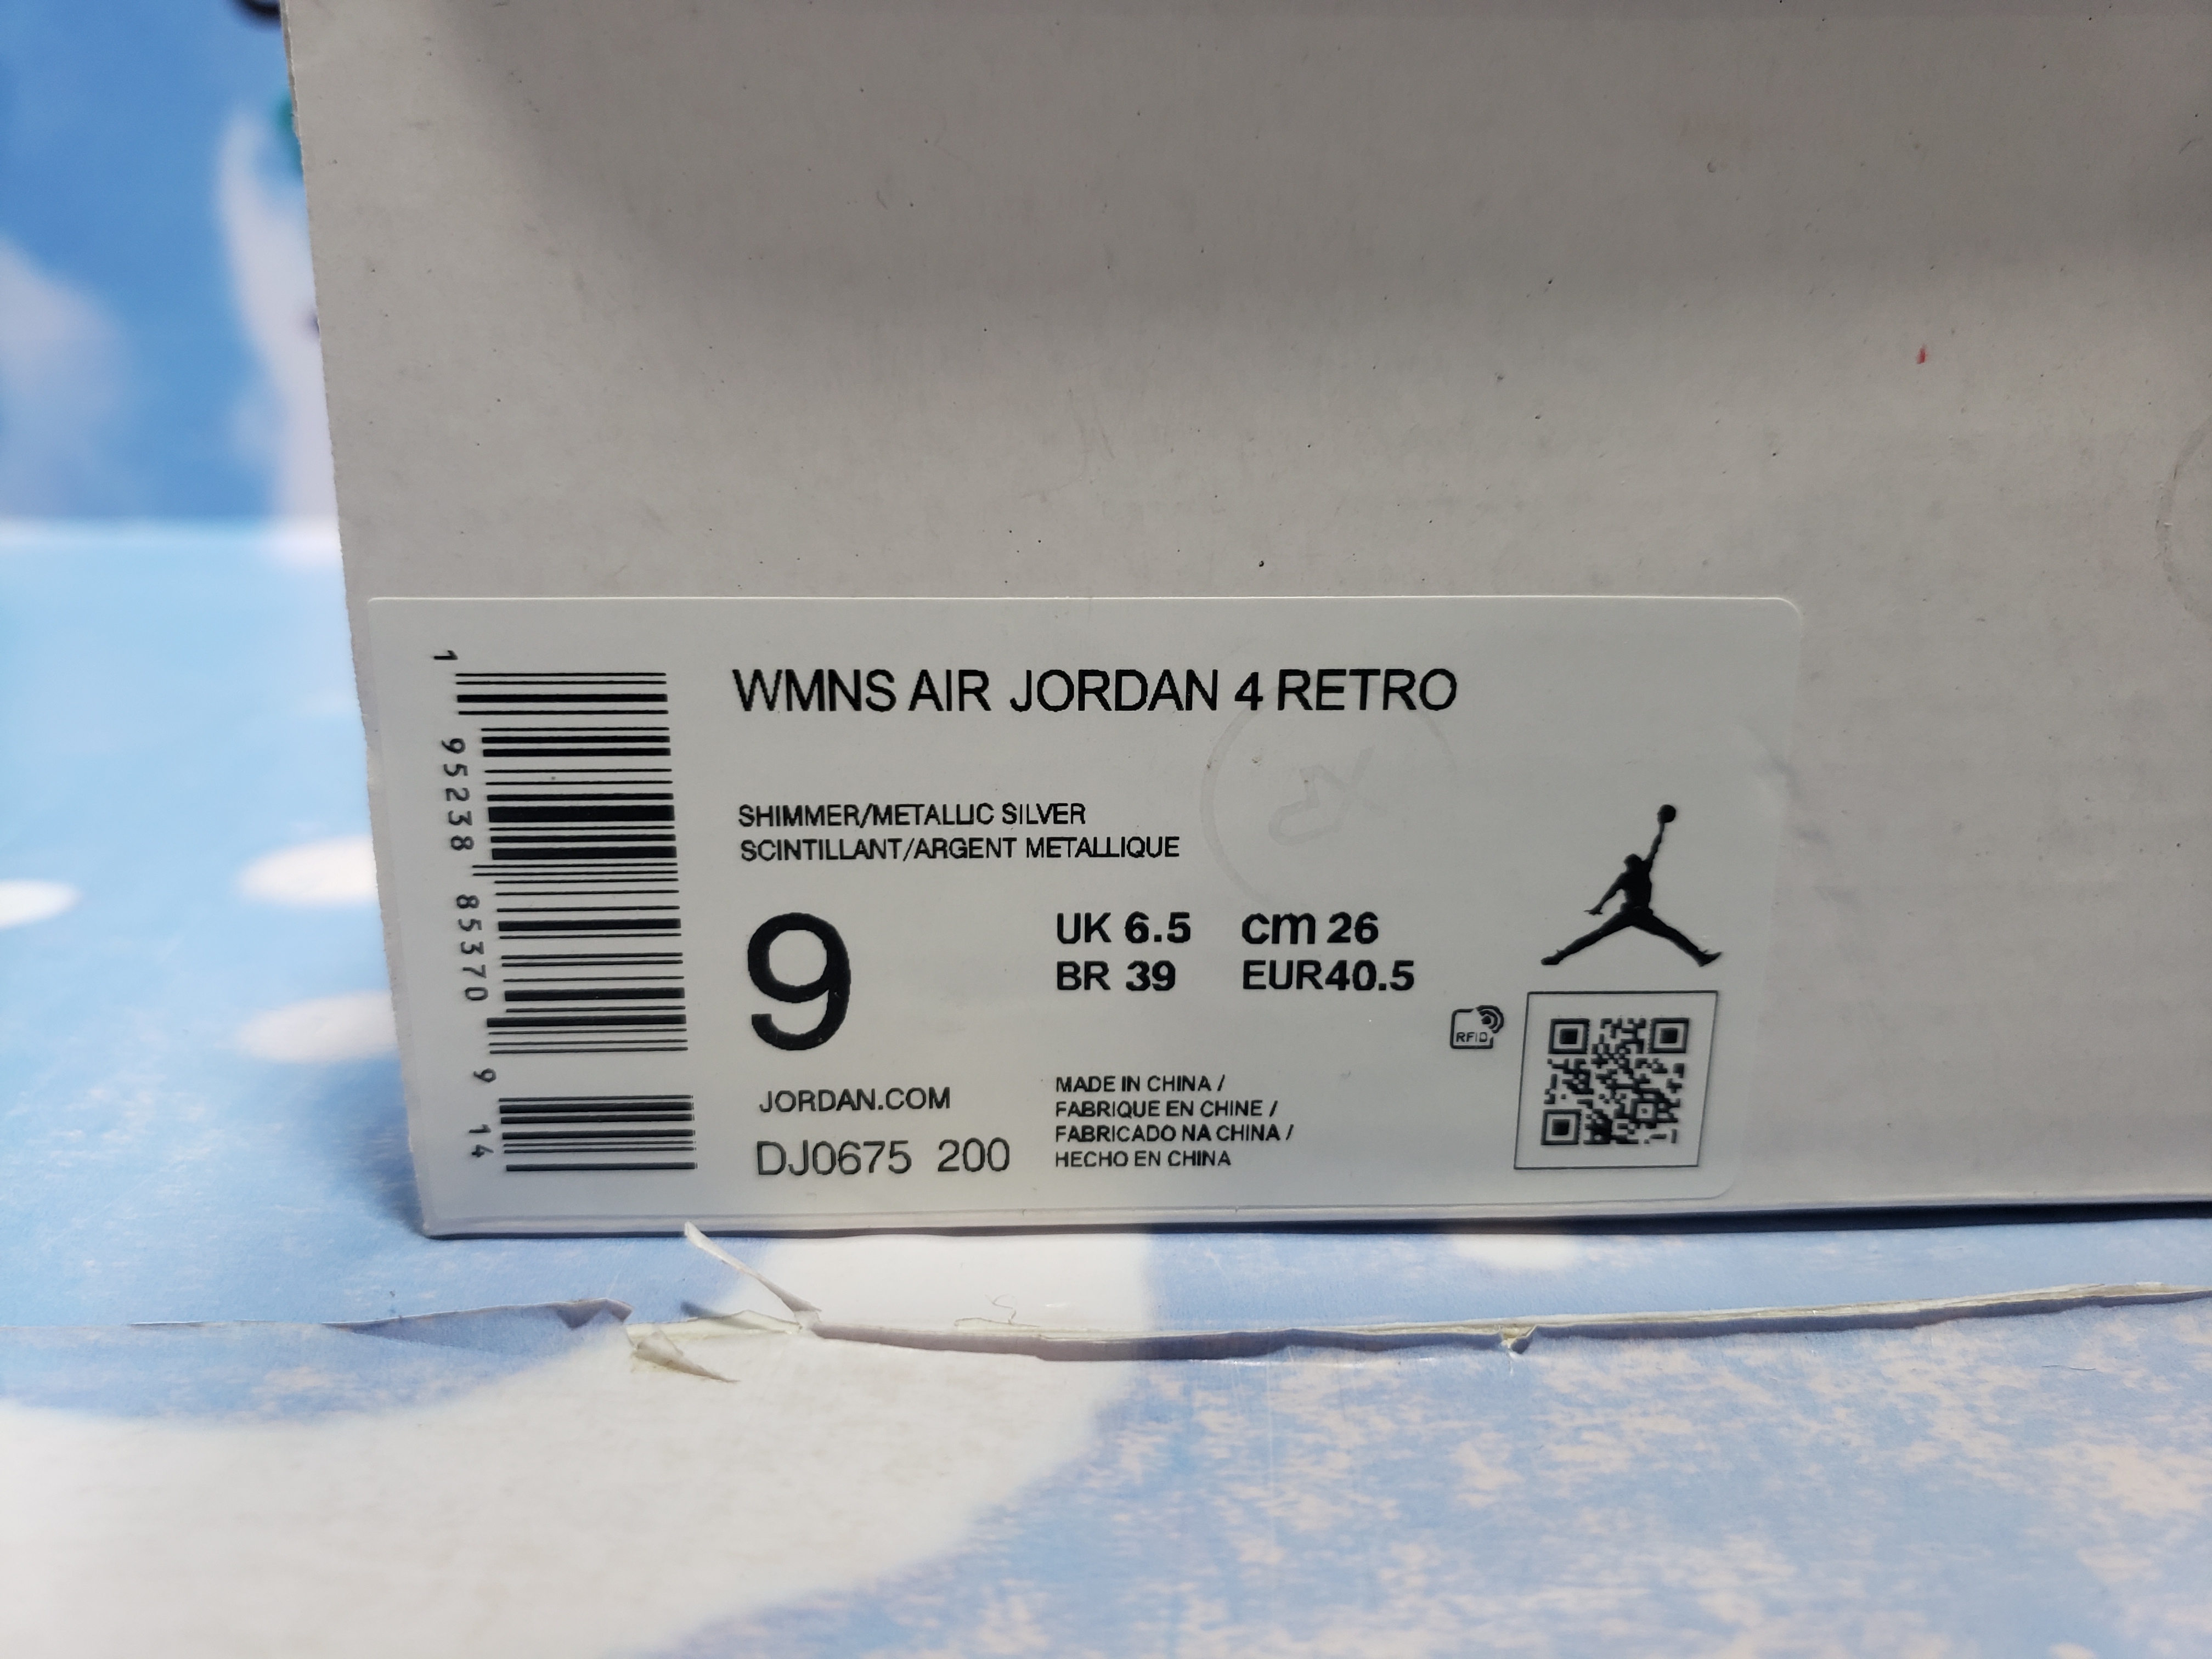 1 95238 85370 9 14
WMNS AIR JORDAN 4 RETRO
SHIMMER/METALLIC SILVER
SCINTILLANT/ARGENT METALLIQUE
9
UK 6.5 cm 26
BR 39 EUR40.5
RFID
JORDAN.COM
DJ0675 200
MADE IN CHINA /
FABRIQUE EN CHINE /
FABRICADO NA CHINA /
HECHO EN CHINA